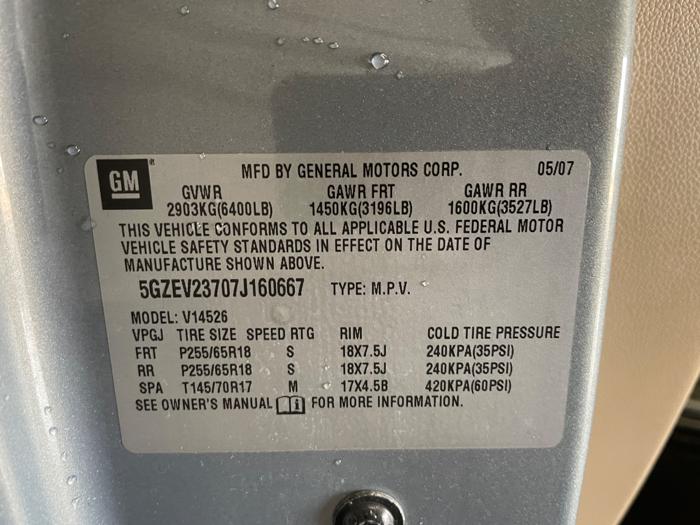 GM
MFD BY GENERAL MOTORS CORP. 05/07
GVWR GAWR FRT GAWR RR
2903KG(6400LB) 1450KG(3196LB) 1600KG(3527LB)
THIS VEHICLE CONFORMS TO ALL APPLICABLE U.S. FEDERAL MOTOR
VEHICLE SAFETY STANDARDS IN EFFECT ON THE DATE OF
MANUFACTURE SHOWN ABOVE.
5GZEV23707J160667 TYPE: M.P.V.
MODEL: V14526
VPGJ TIRE SIZE SPEED RTG RIM COLD TIRE PRESSURE
FRT P255/65R18 S 18X7.5J 240KPA(35PSI)
RR P255/65R18 S 18X7.5J 240KPA(35PSI)
SPA T145/70R17 M 17X4.5B 420KPA(60PSI)
SEE OWNER'S MANUAL FOR MORE INFORMATION.